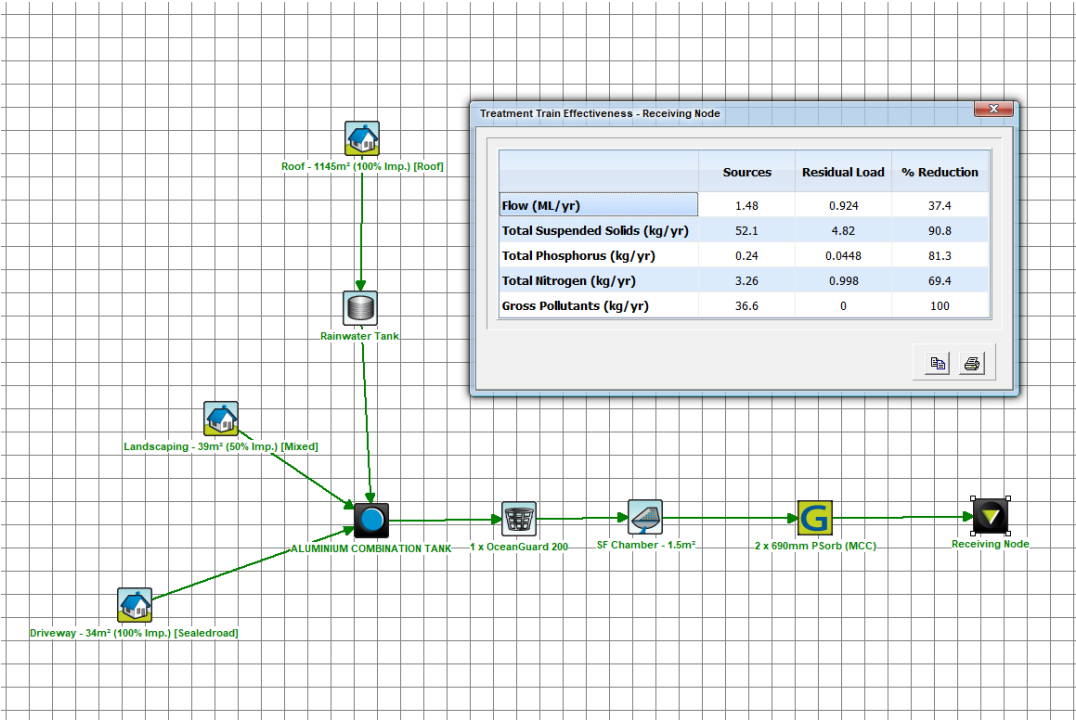 Treatment Train Effectiveness - Receiving Node
Sources Residual Load % Reduction
Flow (ML/yr) 1.48 0.924 37.4
Total Suspended Solids (kg/yr) 52.1 4.82 90.8
Total Phosphorus (kg/yr) 0.24 0.0448 81.3
Total Nitrogen (kg/yr) 3.26 0.998 69.4
Gross Pollutants (kg/yr) 36.6 0 100
Roof - 1145m² (100% Imp.) [Roof]
Rainwater Tank
Landscaping - 39m² (50% Imp.) [Mixed]
ALUMINIUM COMBINATION TANK
1 x OceanGuard 200
SF Chamber - 1.5m²
G
2 x 690mm PSorb (MCC)
Receiving Node
Driveway - 34m² (100% Imp.) [Sealedroad]